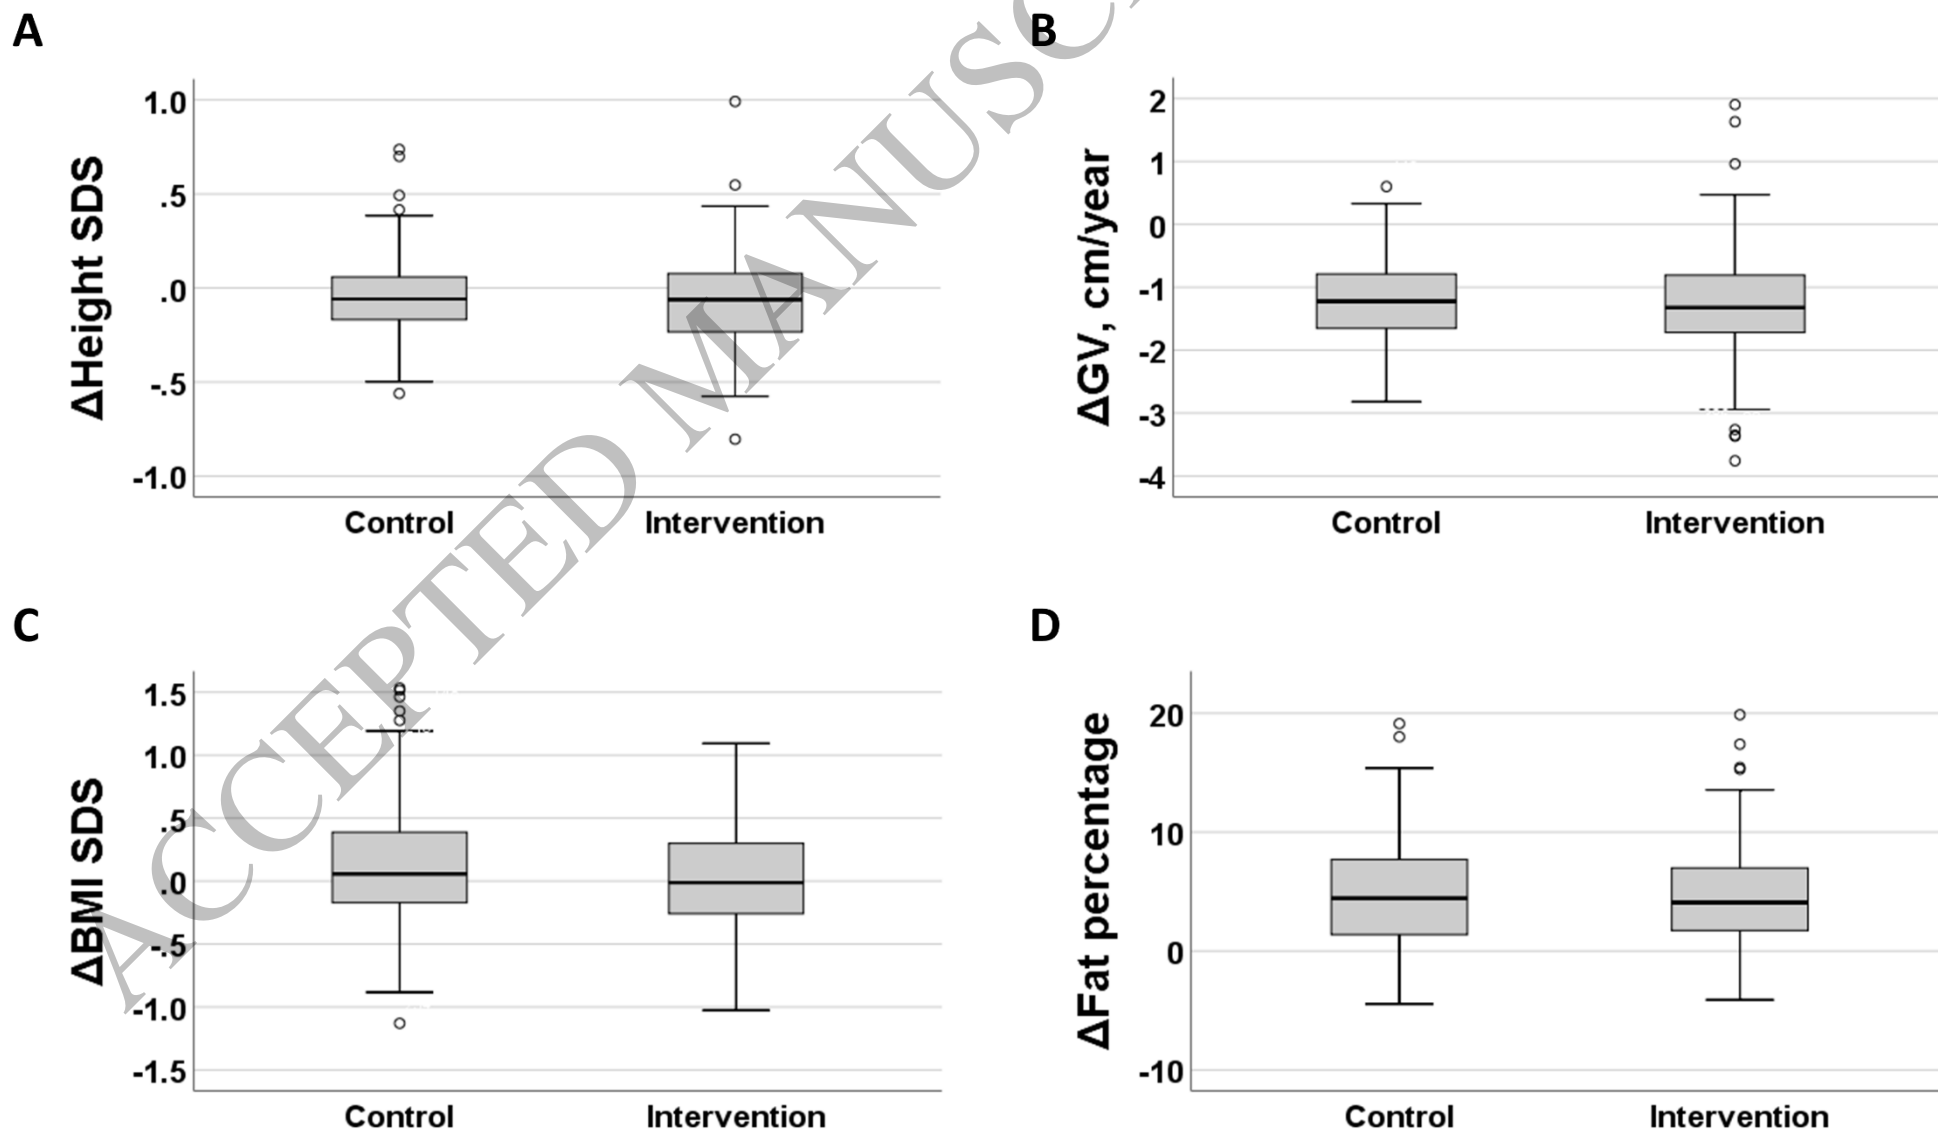 A
ΔHeight SDS
1.0
.5
.0
-.5
-1.0
Control Intervention
B
ΔGV, cm/year
2
1
0
-1
-2
-3
-4
Control Intervention
C
ΔBMI SDS
1.5
1.0
.5
.0
-.5
-1.0
-1.5
Control Intervention
D
ΔFat percentage
20
10
0
-10
Control Intervention
ACCEPTED MANUSC